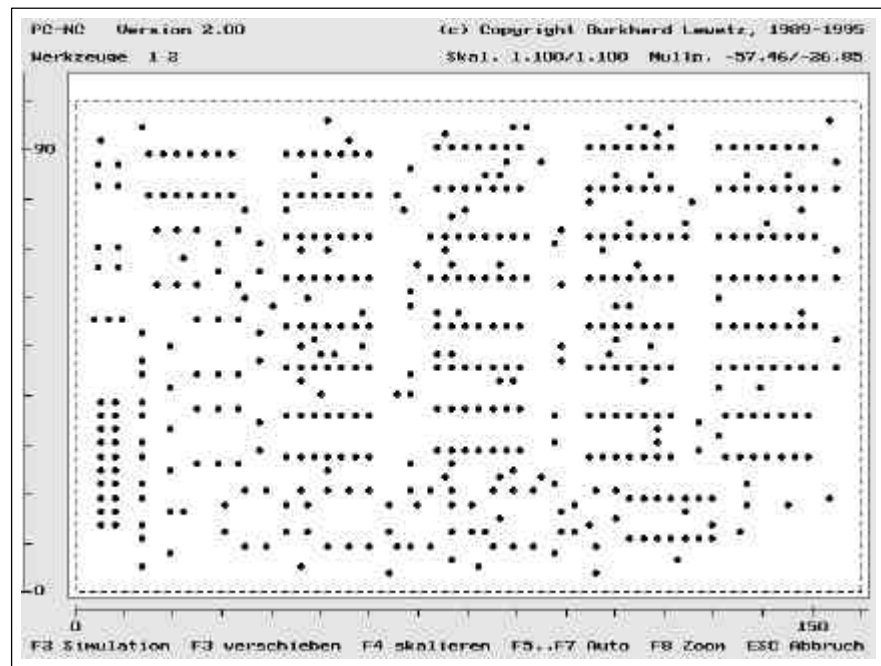 PC-NC Version 2.00 (c) Copyright Burkhard Lewetz, 1989-1995
Werkzeuge 1-2 Skal. 1.100/1.100 Nullp. -57.46/-26.85
90
0
0 150
F2 Simulation F3 verschieben F4 skalieren F5..F7 Auto F8 Zoom ESC Abbruch